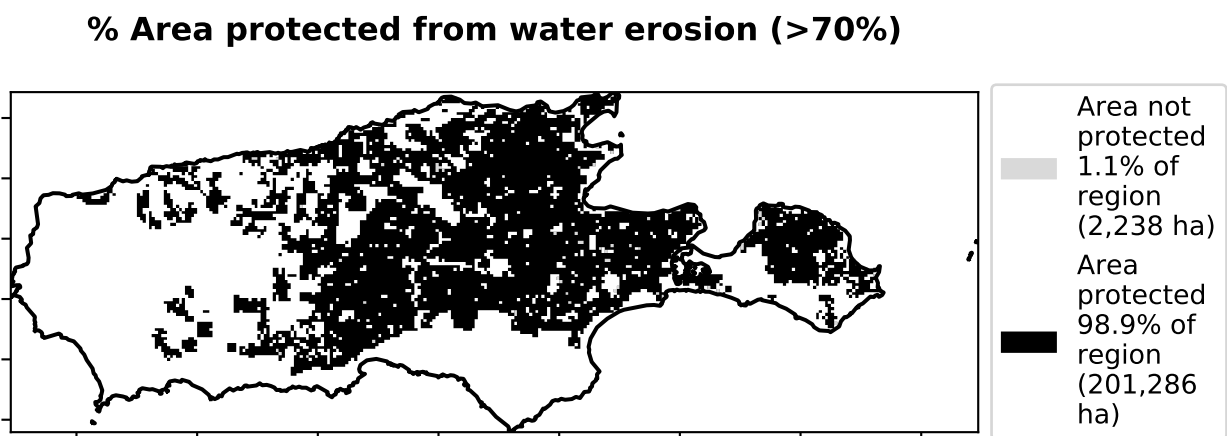 % Area protected from water erosion (>70%)
Area not
protected
1.1% of
region
(2,238 ha)
Area
protected
98.9% of
region
(201,286
ha)